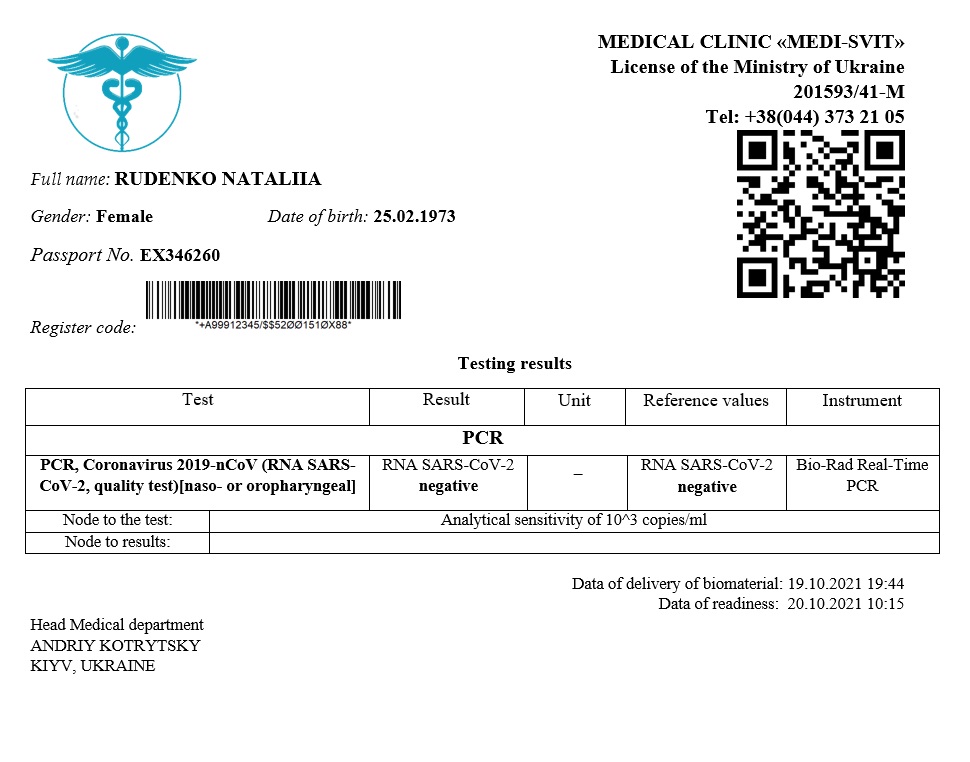 MEDICAL CLINIC «MEDI-SVIT»
License of the Ministry of Ukraine
201593/41-M
Tel: +38(044) 373 21 05
Full name: RUDENKO NATALIIA
Gender: Female Date of birth: 25.02.1973
Passport No. EX346260
Register code:
*+A99912345/$$52ØØ151ØX88*
Testing results
Test Result Unit Reference values Instrument
PCR
PCR, Coronavirus 2019-nCoV (RNA SARS- RNA SARS-CoV-2 – RNA SARS-CoV-2 Bio-Rad Real-Time
CoV-2, quality test)[naso- or oropharyngeal] negative negative PCR
Node to the test: Analytical sensitivity of 10^3 copies/ml
Node to results:
Data of delivery of biomaterial: 19.10.2021 19:44
Data of readiness: 20.10.2021 10:15
Head Medical department
ANDRIY KOTRYTSKY
KIYV, UKRAINE